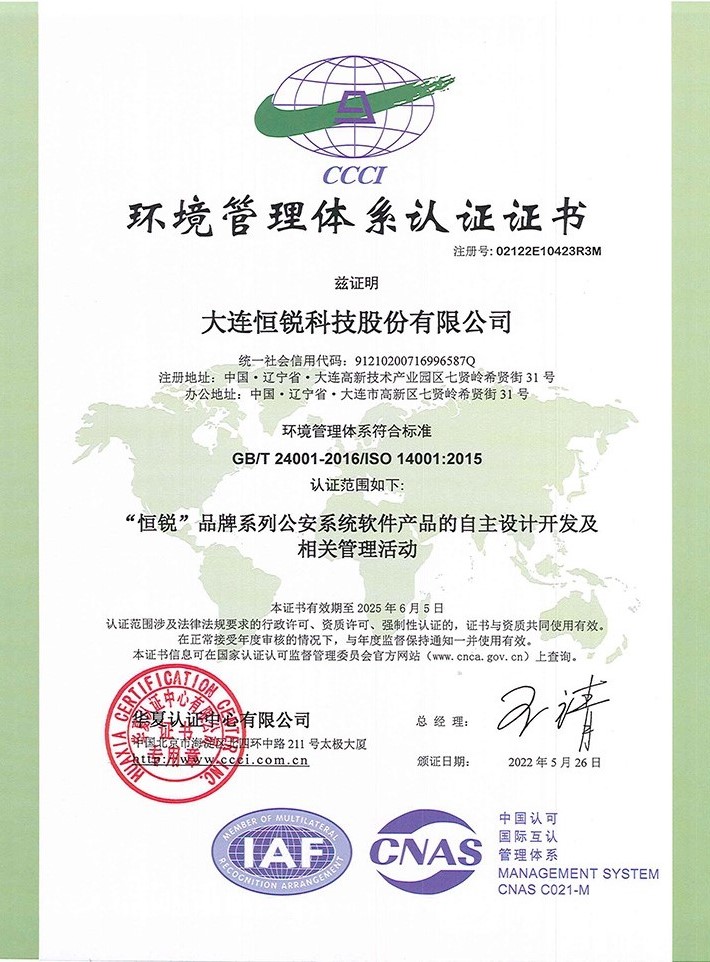 CCCI
环境管理体系认证证书
注册号: 02122E10423R3M
兹证明
大连恒锐科技股份有限公司
统一社会信用代码：91210200716996587Q
注册地址：中国·辽宁省·大连高新技术产业园区七贤岭希贤街 31 号
办公地址：中国·辽宁省·大连市高新区七贤岭希贤街 31 号
环境管理体系符合标准
GB/T 24001-2016/ISO 14001:2015
认证范围如下:
“恒锐”品牌系列公安系统软件产品的自主设计开发及
相关管理活动
本证书有效期至 2025 年 6 月 5 日
认证范围涉及法律法规要求的行政许可、资质许可、强制性认证的，证书与资质共同使用有效。
在正常接受年度审核的情况下，与年度监督保持通知一并使用有效。
本证书信息可在国家认证认可监督管理委员会官方网站（www.cnca.gov.cn）上查询。
HUAXIA CERTIFICATION CENTER INC.
华夏认证中心有限公司
证书
专用章
华夏认证中心有限公司
中国北京市海淀区北四环中路 211 号太极大厦
http://www.ccci.com.cn
总 经 理:
颁证日期:
2022 年 5 月 26 日
MEMBER OF MULTILATERAL
IAF
RECOGNITION ARRANGEMENT
CNAS
中国认可
国际互认
管理体系
MANAGEMENT SYSTEM
CNAS C021-M